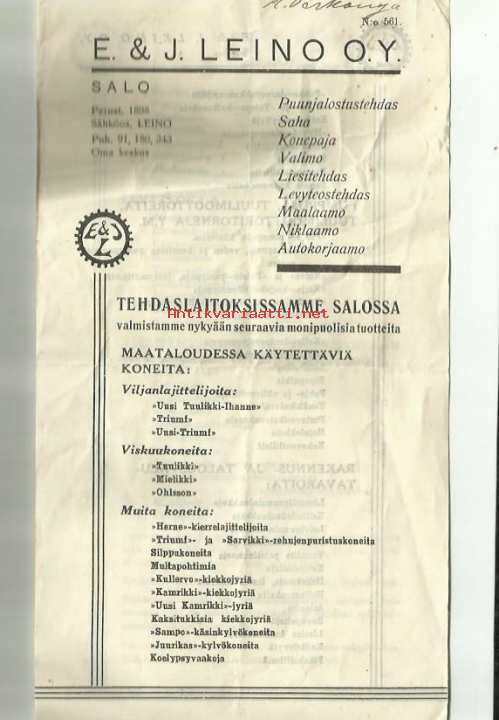 N:o 561.
E. & J. LEINO O.Y.
SALO
Perust. 1898
Sähköos. LEINO
Puh. 91, 180, 343
Oma keskus
Puunjalostustehdas
Saha
Konepaja
Valimo
Liesitehdas
Levyteostehdas
Maalaamo
Niklaamo
Autokorjaamo
E&J
L
TEHDASLAITOKSISSAMME SALOSSA
Antikvariaatti.net
valmistamme nykyään seuraavia monipuolisia tuotteita
MAATALOUDESSA KÄYTETTÄVIÄ
KONEITA:
Viljanlajittelijoita:
»Uusi Tuulikki-Ihanne»
»Triumf»
»Uusi-Triumf»
Viskuukoneita:
»Tuulikki»
»Mielikki»
»Ohlsson»
Muita koneita:
»Herne»-kierrelajittelijoita
»Triumf»- ja »Sarvikki»-rehujenpuristuskoneita
Silppukoneita
Multapohtimia
»Kullervo»-kiekkojyriä
»Kamrikki»-kiekkojyriä
»Uusi Kamrikki»-jyriä
Kaksitukkisia kiekkojyriä
»Sampo»-käsinkylvökoneita
»Juurikas»-kylvökoneita
Koelypsyvaakoja